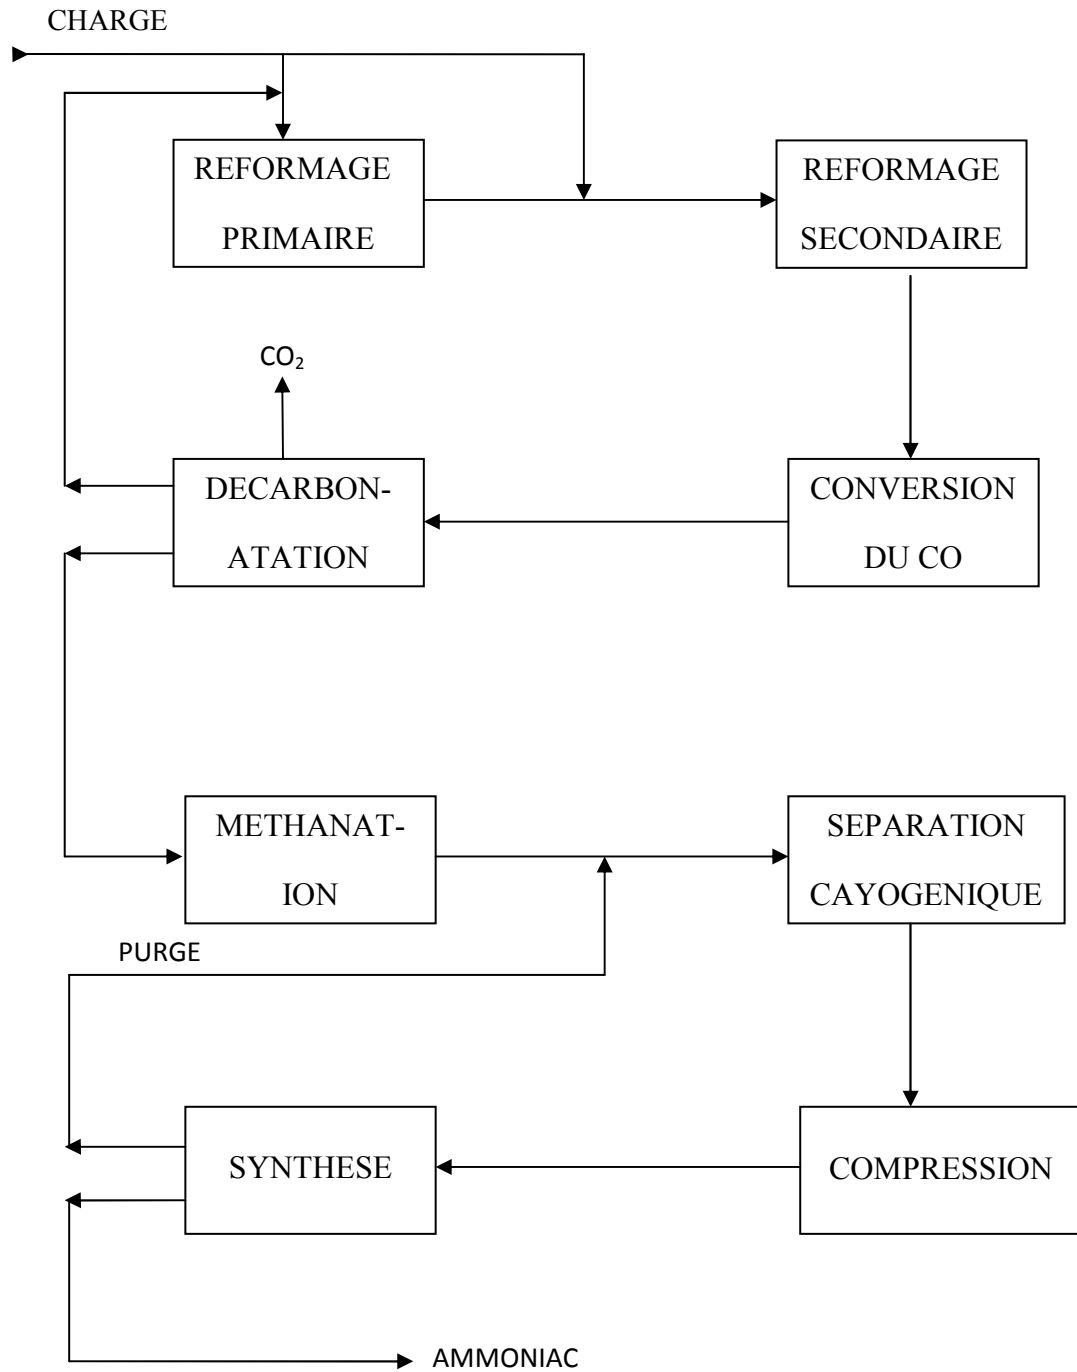 CHARGE
REFORMAGE
PRIMAIRE
REFORMAGE
SECONDAIRE
CO₂
DECARBON-
ATATION
CONVERSION
DU CO
METHANAT-
ION
SEPARATION
CAYOGENIQUE
PURGE
SYNTHESE
COMPRESSION
AMMONIAC